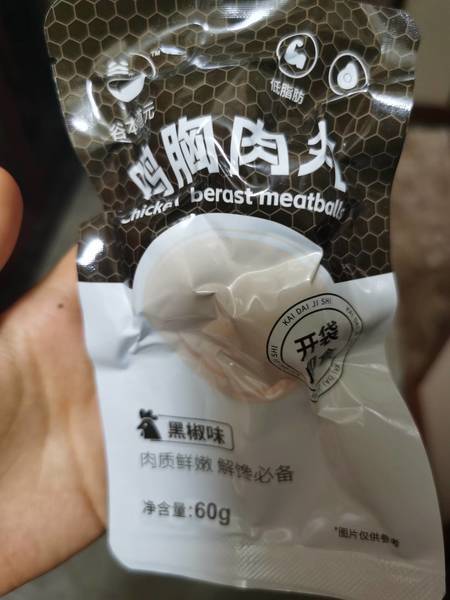 低脂肪
鸡胸肉丸
chicken berast meatballs
KAI DAI JI SHI
开袋
黑椒味
肉质鲜嫩 解馋必备
净含量:60g
*图片仅供参考